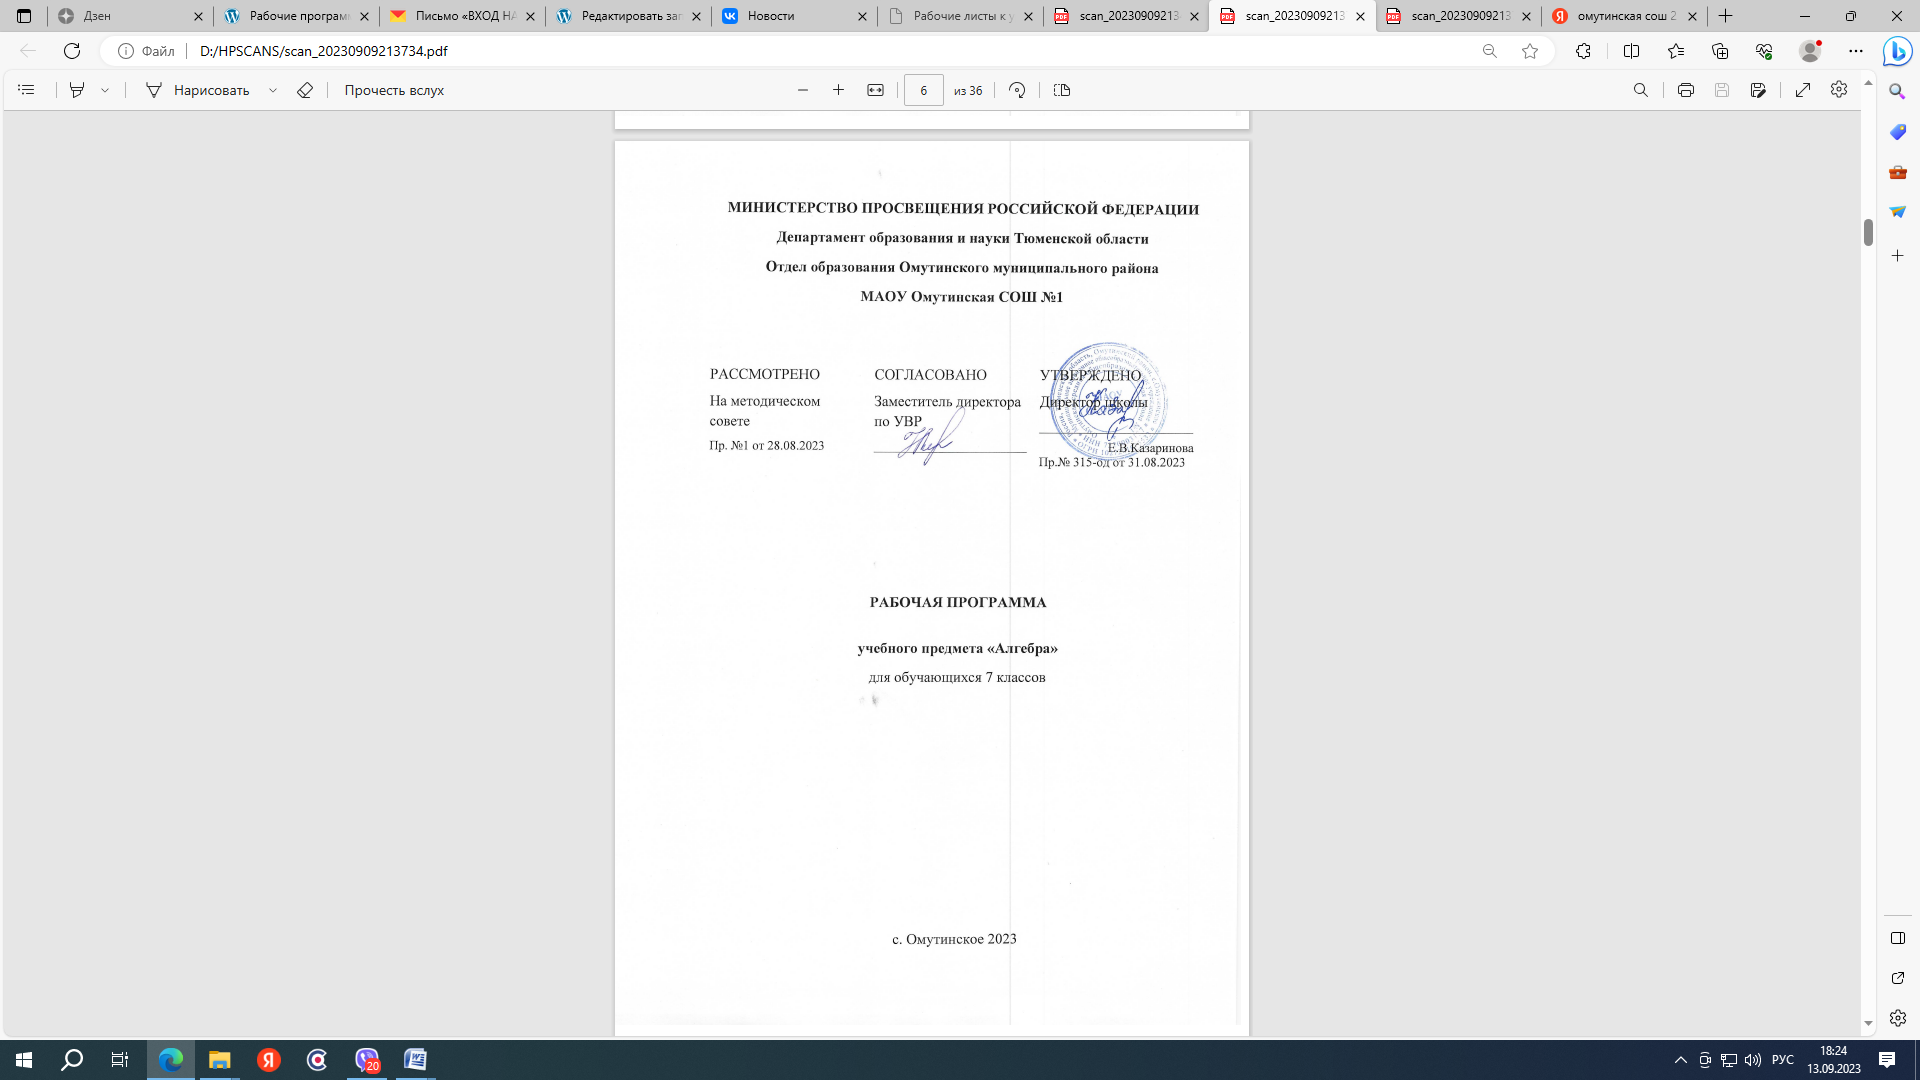 Дзен
Рабочие програм
Письмо «ВХОД НА
Редактировать за
Новости
Рабочие листы к у
scan_2023090921
scan_20230909213
scan_20230909213
омутинская сош 2
Файл
D:/HPSCANS/scan_20230909213734.pdf
Нарисовать
Прочесть вслух
6
из 36
МИНИСТЕРСТВО ПРОСВЕЩЕНИЯ РОССИЙСКОЙ ФЕДЕРАЦИИ
Департамент образования и науки Тюменской области
Отдел образования Омутинского муниципального района
МАОУ Омутинская СОШ №1
РАССМОТРЕНО
На методическом
совете
Пр. №1 от 28.08.2023
СОГЛАСОВАНО
Заместитель директора
по УВР
УТВЕРЖДЕНО
Директор школы
Е.В.Казаринова
Пр.№ 315-од от 31.08.2023
РАБОЧАЯ ПРОГРАММА
учебного предмета «Алгебра»
для обучающихся 7 классов
с. Омутинское 2023
20
РУС
18:24
13.09.2023